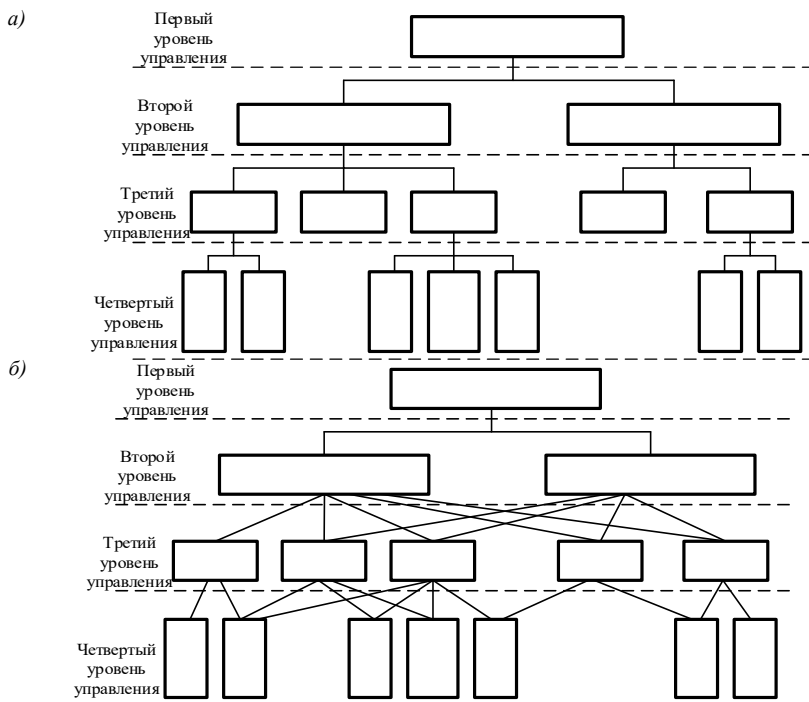 а)
Первый
уровень
управления
Второй
уровень
управления
Третий
уровень
управления
Четвертый
уровень
управления
б)
Первый
уровень
управления
Второй
уровень
управления
Третий
уровень
управления
Четвертый
уровень
управления